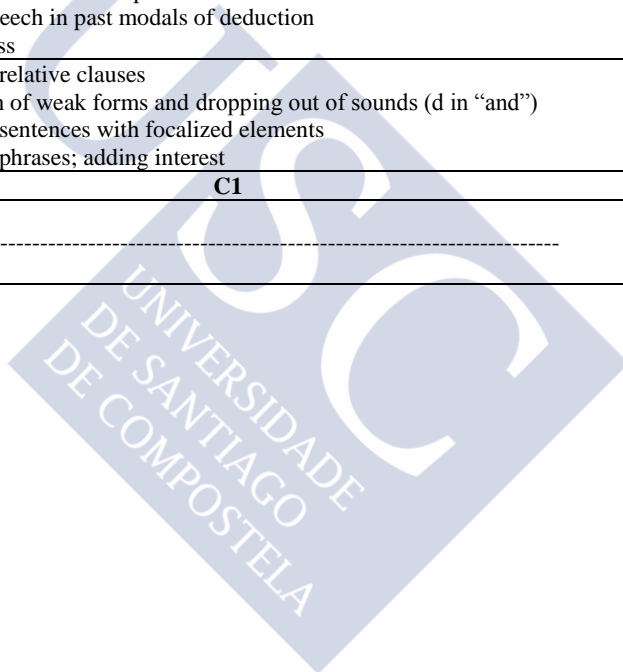 eech in past modals of deduction
ss
relative clauses
n of weak forms and dropping out of sounds (d in “and”)
sentences with focalized elements
phrases; adding interest
C1
--------------------------------------------------------------------
USC
UNIVERSIDADE
DE SANTIAGO
DE COMPOSTELA